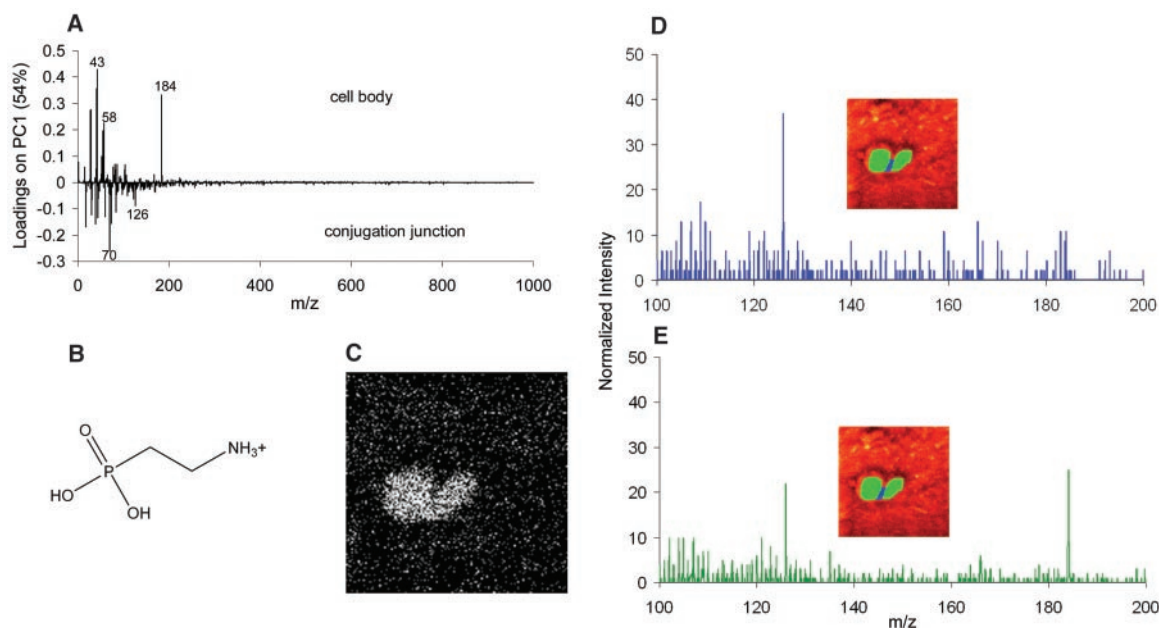 A
Loadings on PC1 (54%)
0.5
0.4
0.3
0.2
0.1
0
-0.1
-0.2
-0.3
43
58
184
126
70
cell body
conjugation junction
0 200 400 600 800 1000
m/z
B
O
P
HO
OH
NH3+
C
D
Normalized Intensity
50
40
30
20
10
0
100 120 140 160 180 200
E
50
40
30
20
10
0
100 120 140 160 180 200
m/z